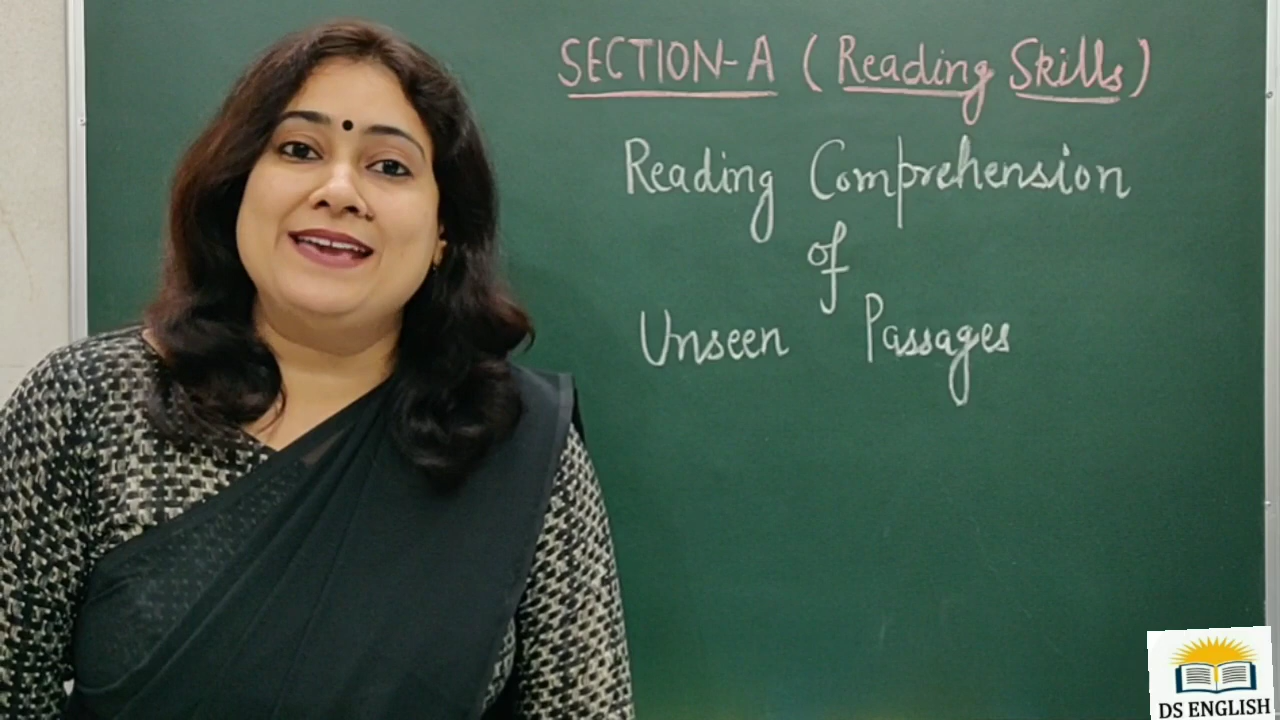 SECTION-A (Reading Skills)
Reading Comprehension
of
Unseen Passages
DS ENGLISH